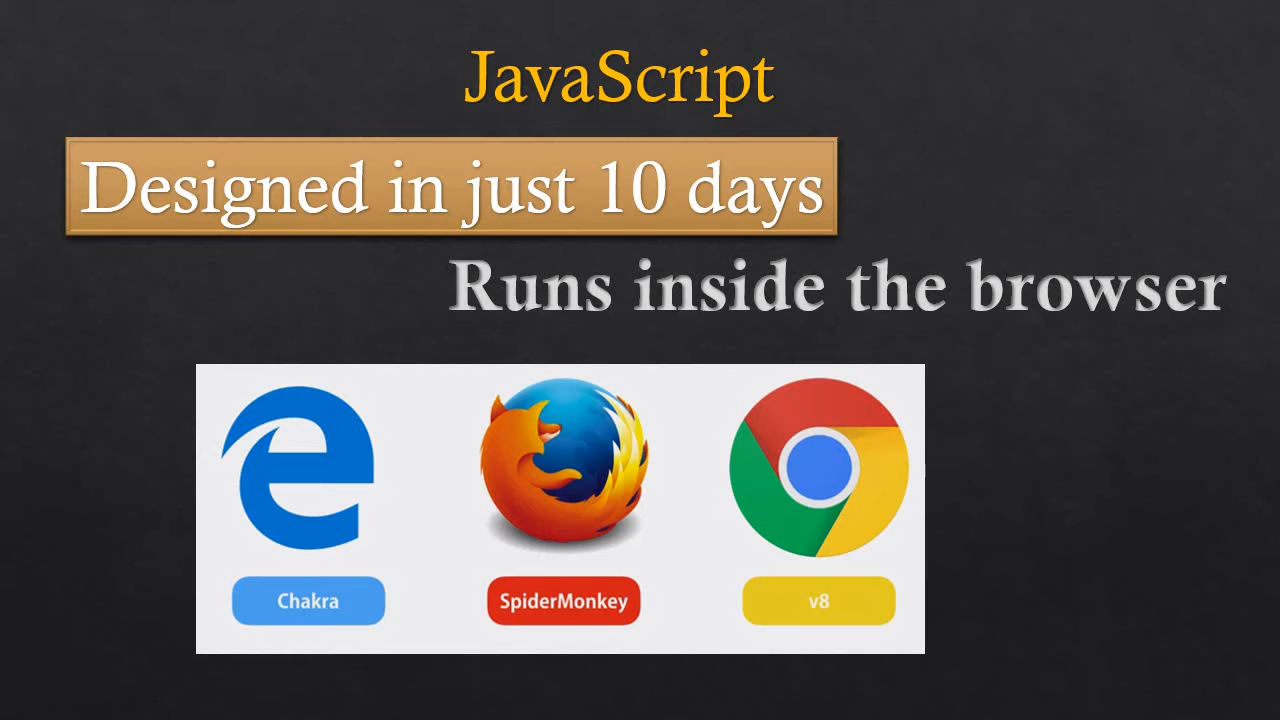 JavaScript
Designed in just 10 days
Runs inside the browser
Chakra SpiderMonkey v8